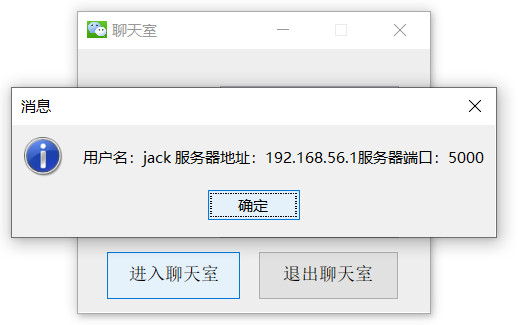 聊天室
消息
用户名：jack 服务器地址：192.168.56.1服务器端口：5000
确定
进入聊天室
退出聊天室